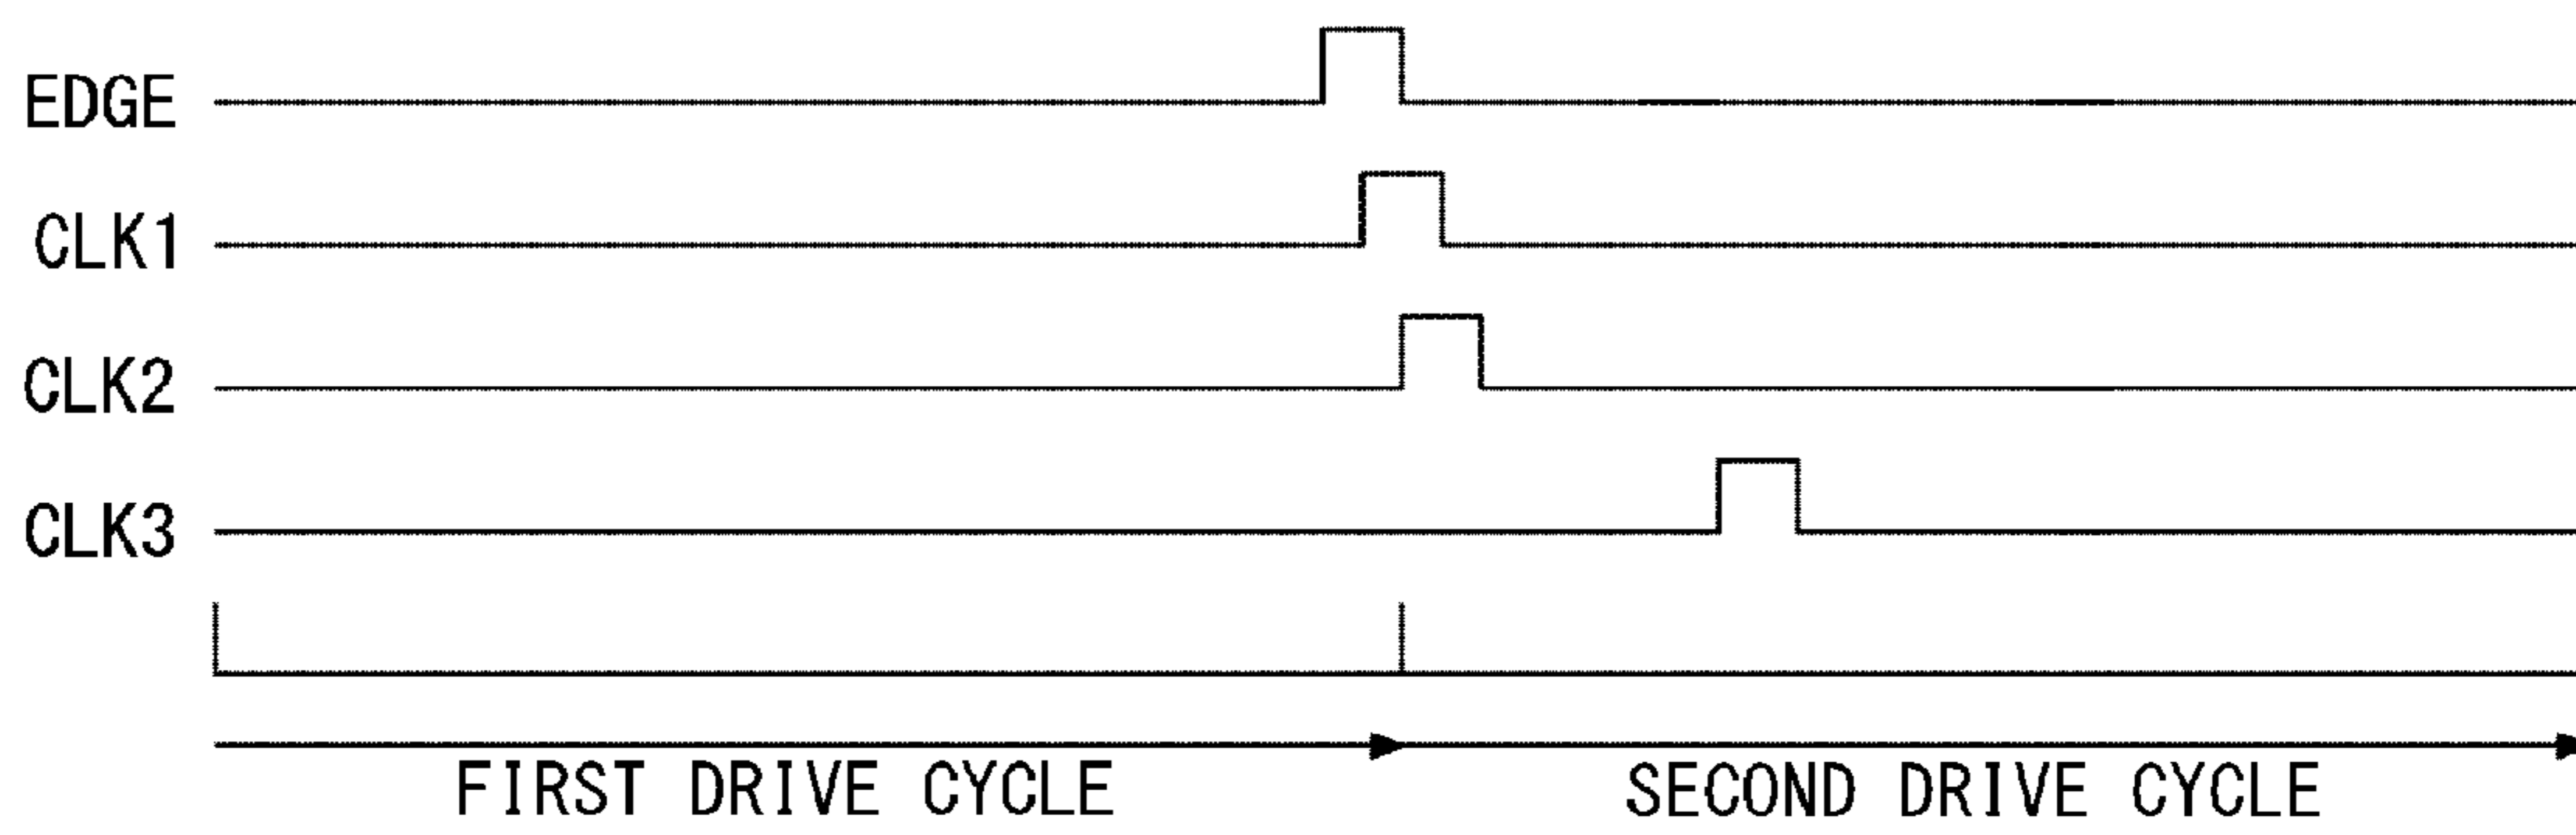 EDGE
CLK1
CLK2
CLK3
FIRST DRIVE CYCLE
SECOND DRIVE CYCLE